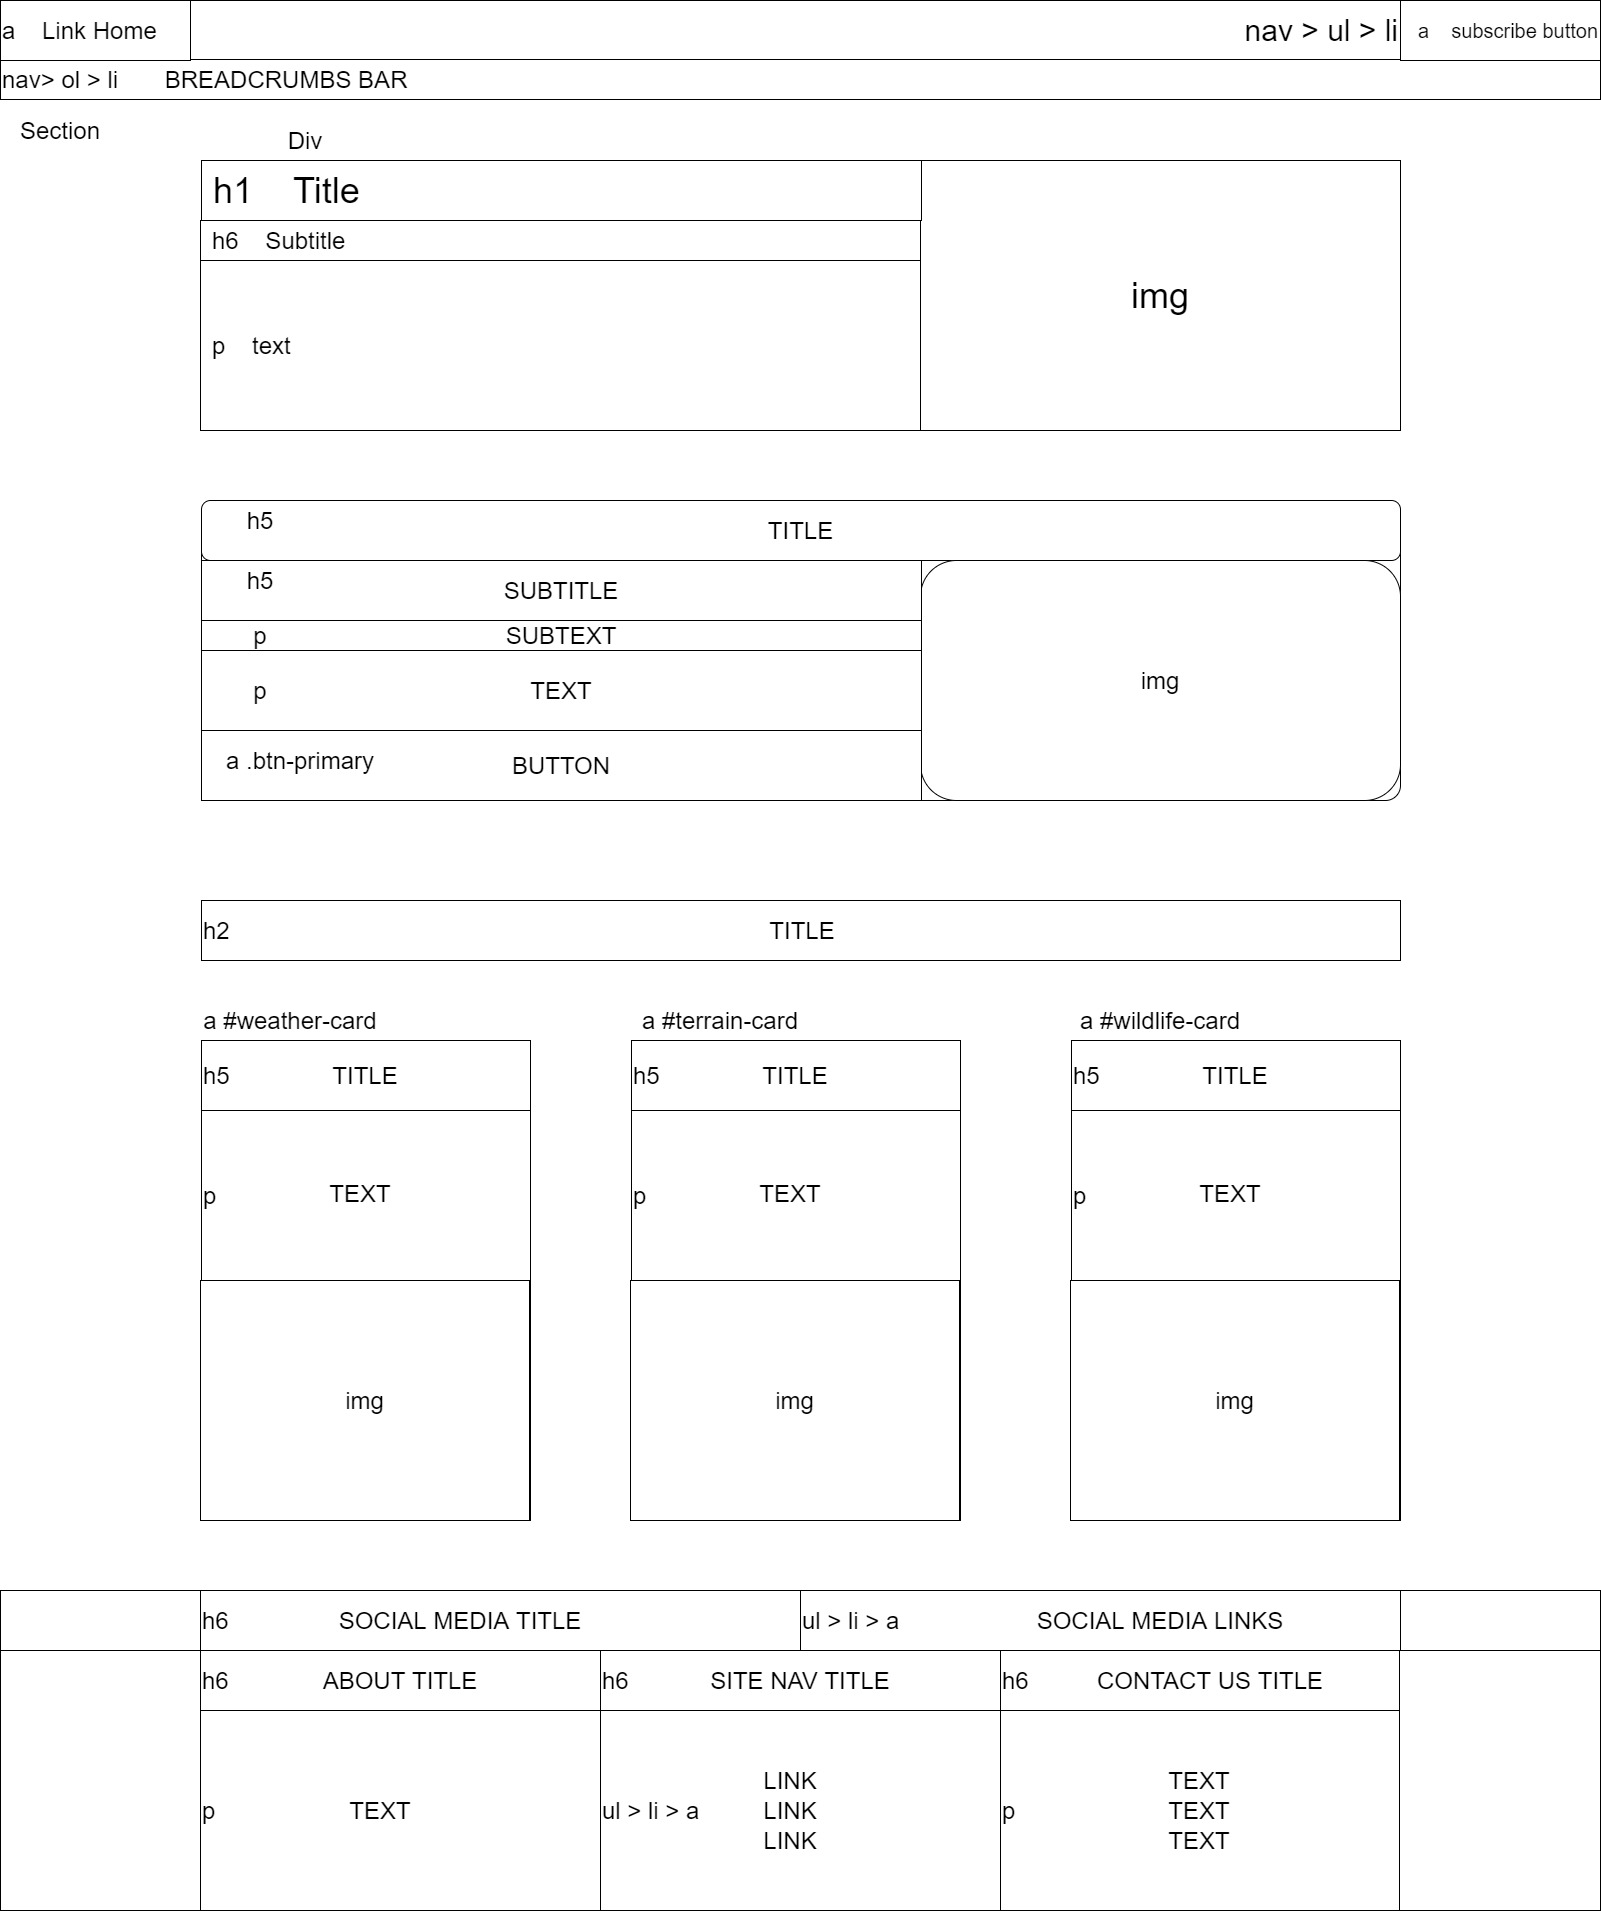 a    Link Home
nav > ul > li
a    subscribe button
nav> ol > li    BREADCRUMBS BAR
Section
Div
h1    Title
h6    Subtitle
p    text
img
h5    TITLE
h5    SUBTITLE
p    SUBTEXT
p    TEXT
a .btn-primary    BUTTON
img
h2    TITLE
a #weather-card
a #terrain-card
a #wildlife-card
h5    TITLE
h5    TITLE
h5    TITLE
p    TEXT
p    TEXT
p    TEXT
img
img
img
h6    SOCIAL MEDIA TITLE
ul > li > a    SOCIAL MEDIA LINKS
h6    ABOUT TITLE
h6    SITE NAV TITLE
h6    CONTACT US TITLE
p    TEXT
ul > li > a
LINK
LINK
LINK
p
TEXT
TEXT
TEXT